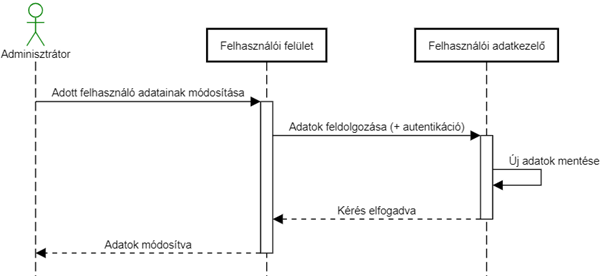 Adminisztrátor
Felhasználói felület
Felhasználói adatkezelő
Adott felhasználó adatainak módosítása
Adatok feldolgozása (+ autentikáció)
Új adatok mentése
Kérés elfogadva
Adatok módosítva